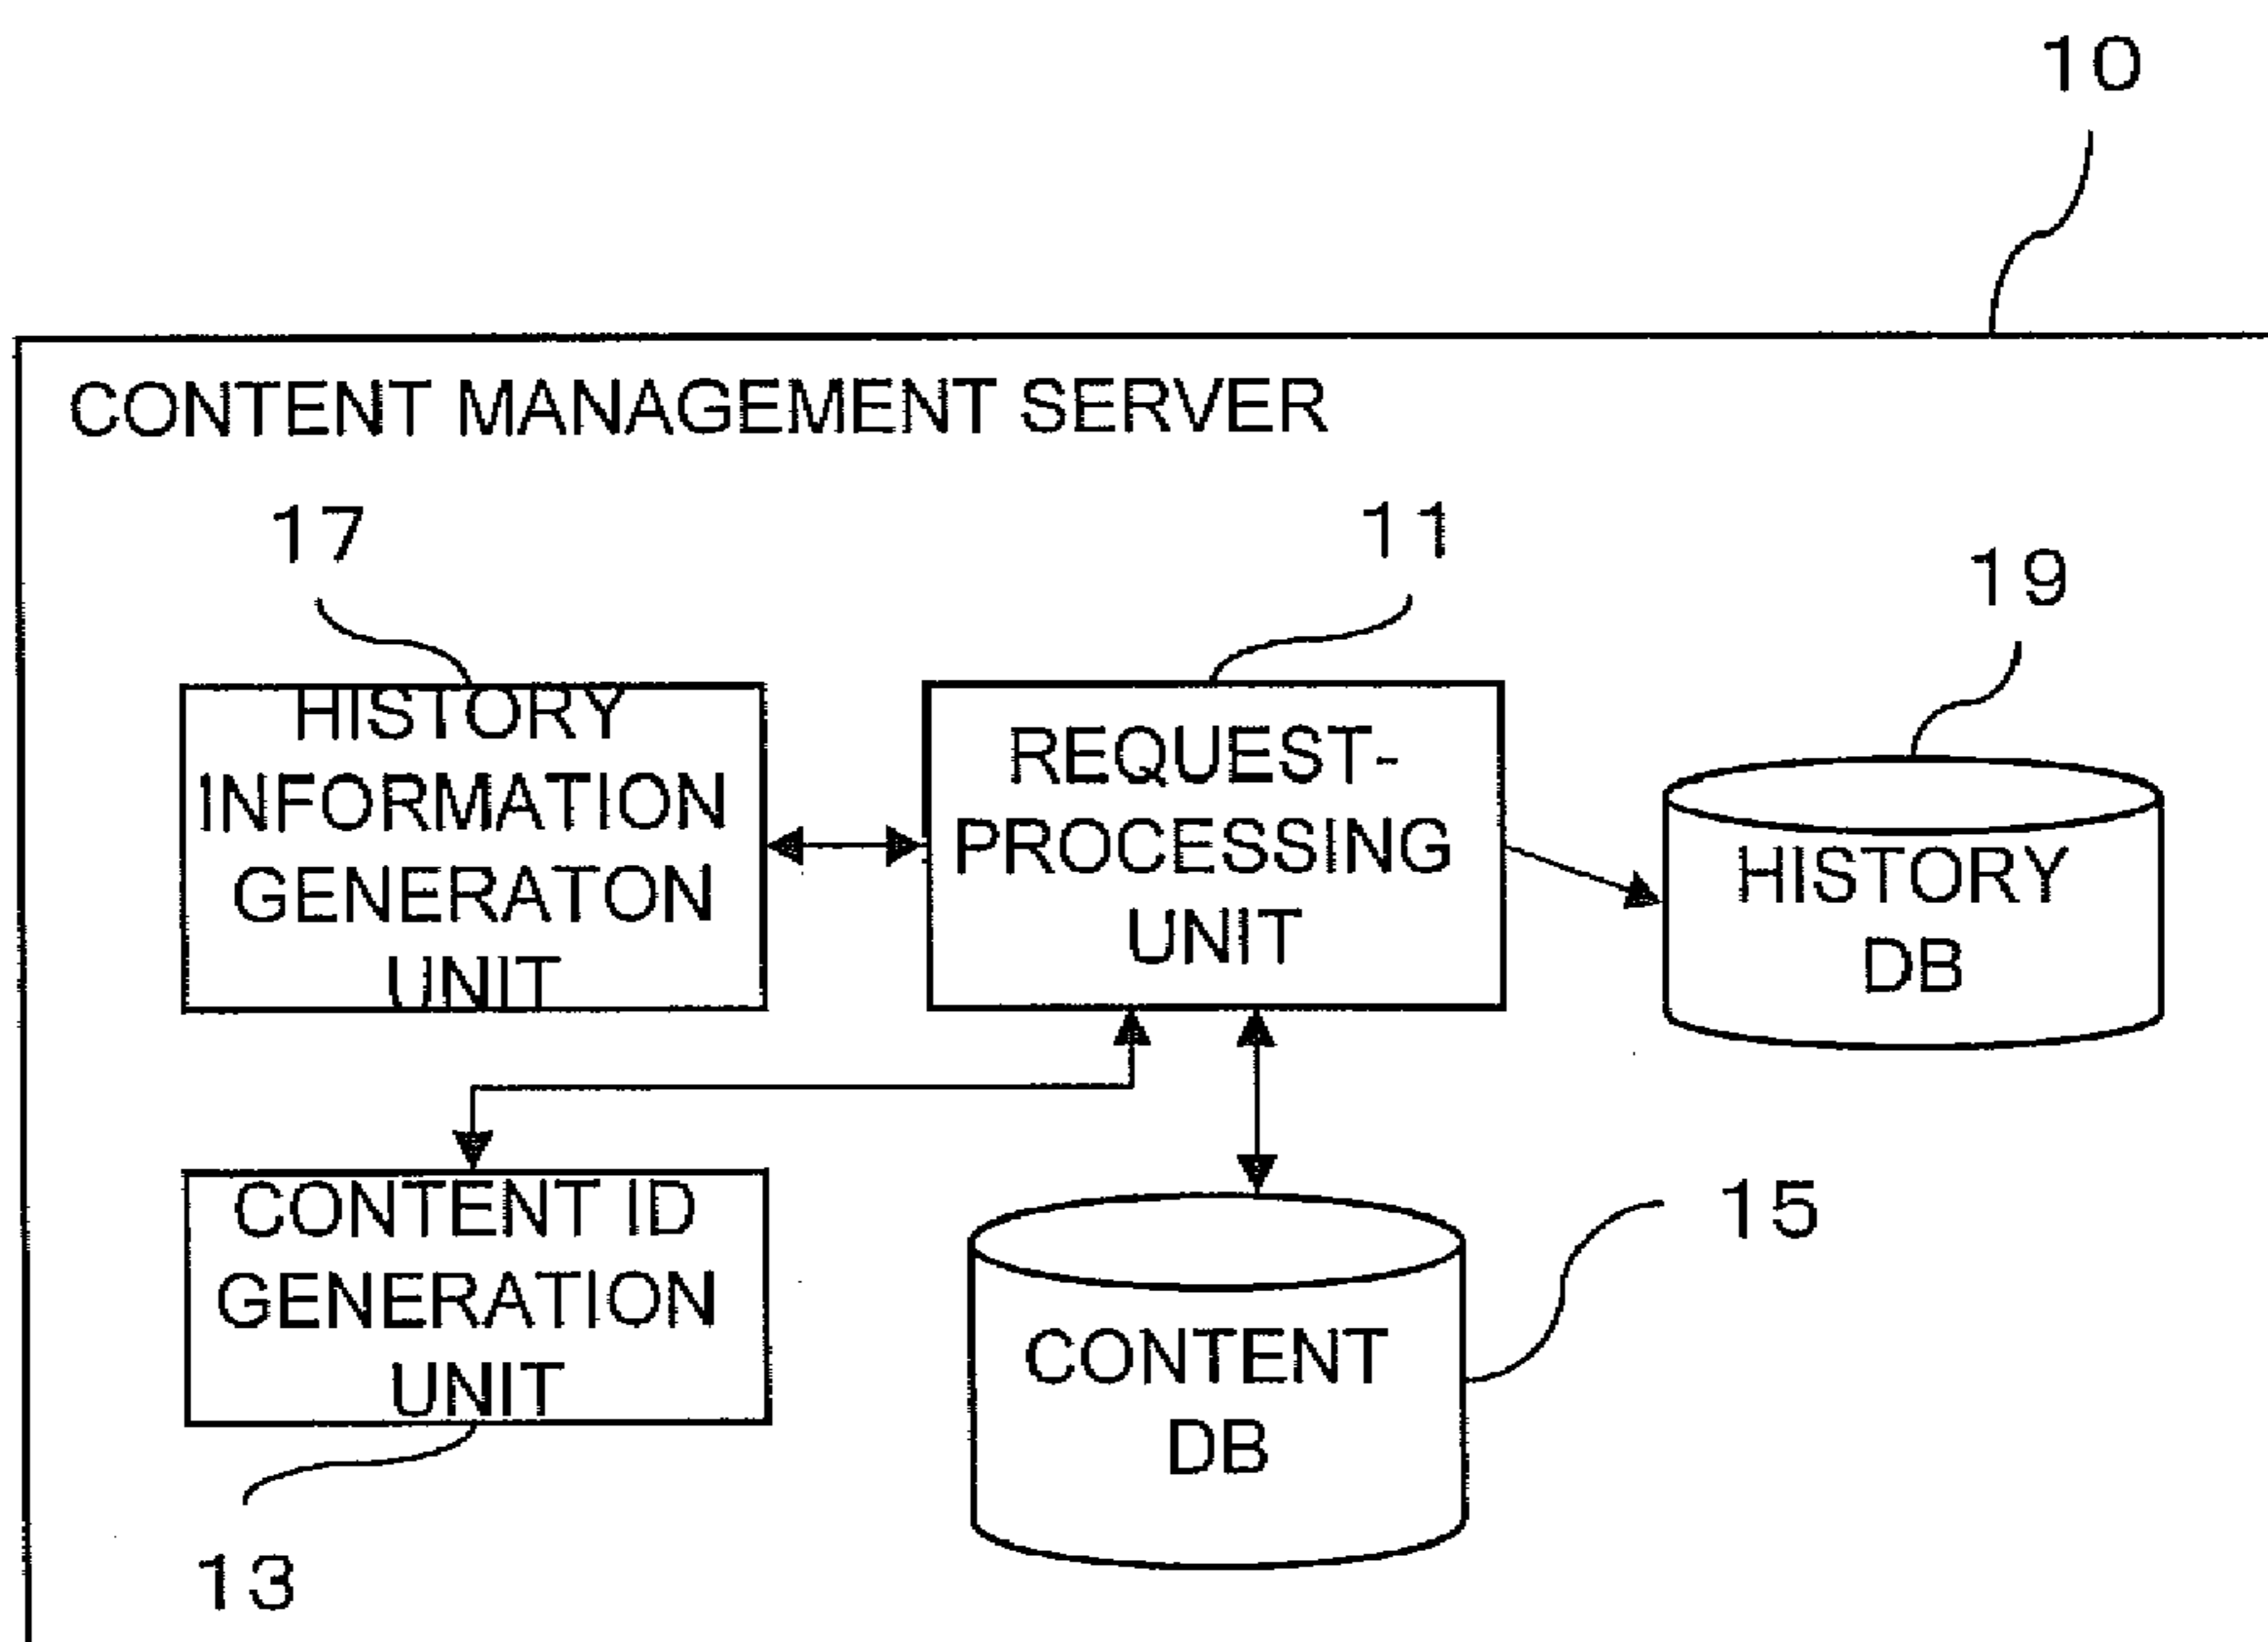 10
CONTENT MANAGEMENT SERVER
17
11
19
HISTORY
INFORMATION
GENERATON
UNIT
REQUEST-
PROCESSING
UNIT
HISTORY
DB
CONTENT ID
GENERATION
UNIT
15
CONTENT
DB
13